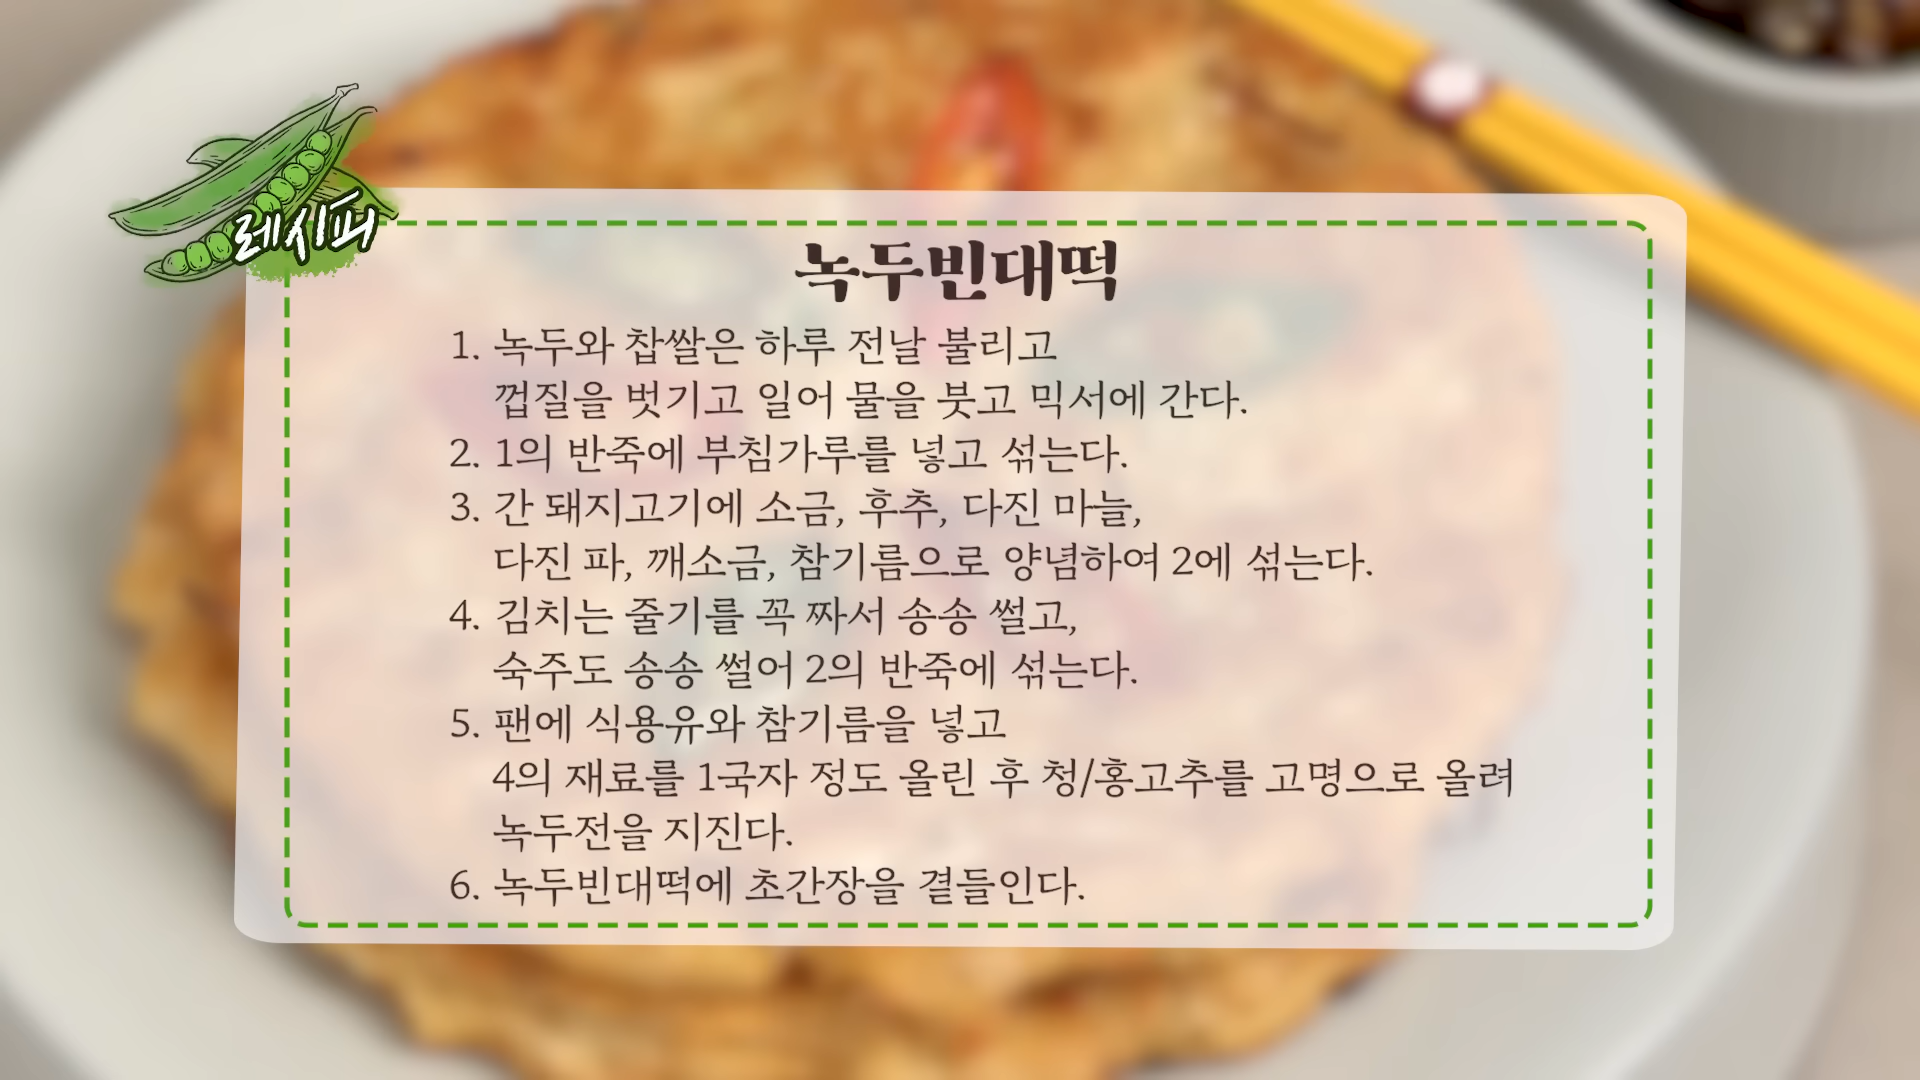 레시피
녹두빈대떡
1. 녹두와 찹쌀은 하루 전날 불리고
껍질을 벗기고 일어 물을 붓고 믹서에 간다.
2. 1의 반죽에 부침가루를 넣고 섞는다.
3. 간 돼지고기에 소금, 후추, 다진 마늘,
다진 파, 깨소금, 참기름으로 양념하여 2에 섞는다.
4. 김치는 줄기를 꼭 짜서 송송 썰고,
숙주도 송송 썰어 2의 반죽에 섞는다.
5. 팬에 식용유와 참기름을 넣고
4의 재료를 1국자 정도 올린 후 청/홍고추를 고명으로 올려
녹두전을 지진다.
6. 녹두빈대떡에 초간장을 곁들인다.